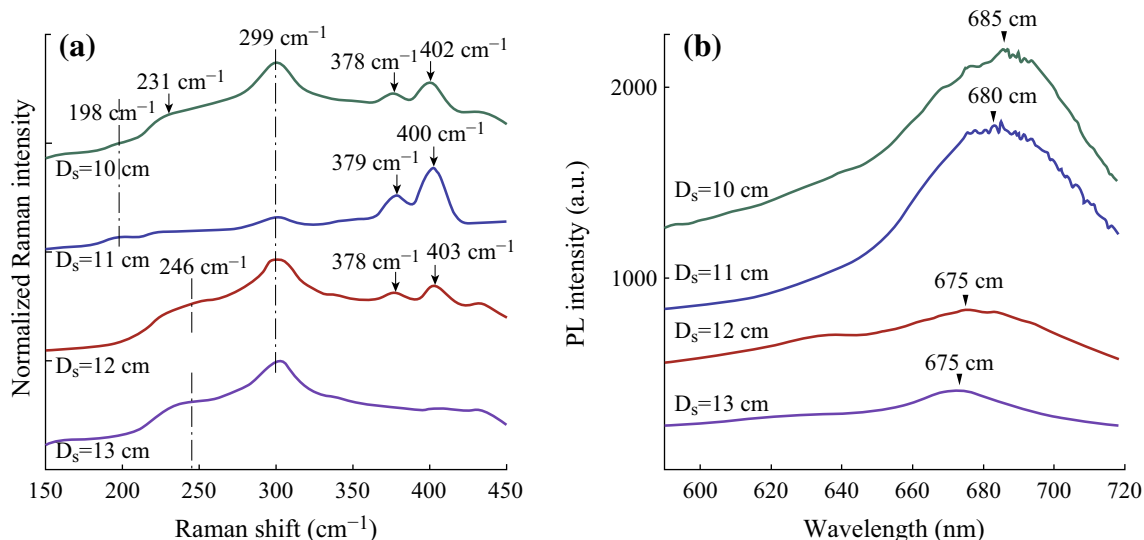 (a)
299 cm⁻¹
378 cm⁻¹
402 cm⁻¹
231 cm⁻¹
198 cm⁻¹
Dₛ=10 cm
400 cm⁻¹
379 cm⁻¹
Dₛ=11 cm
246 cm⁻¹
378 cm⁻¹
403 cm⁻¹
Dₛ=12 cm
Dₛ=13 cm
150 200 250 300 350 400 450
Raman shift (cm⁻¹)
Normalized Raman intensity
(b)
685 cm
2000
680 cm
Dₛ=10 cm
Dₛ=11 cm
1000
675 cm
Dₛ=12 cm
675 cm
Dₛ=13 cm
600 620 640 660 680 700 720
Wavelength (nm)
PL intensity (a.u.)